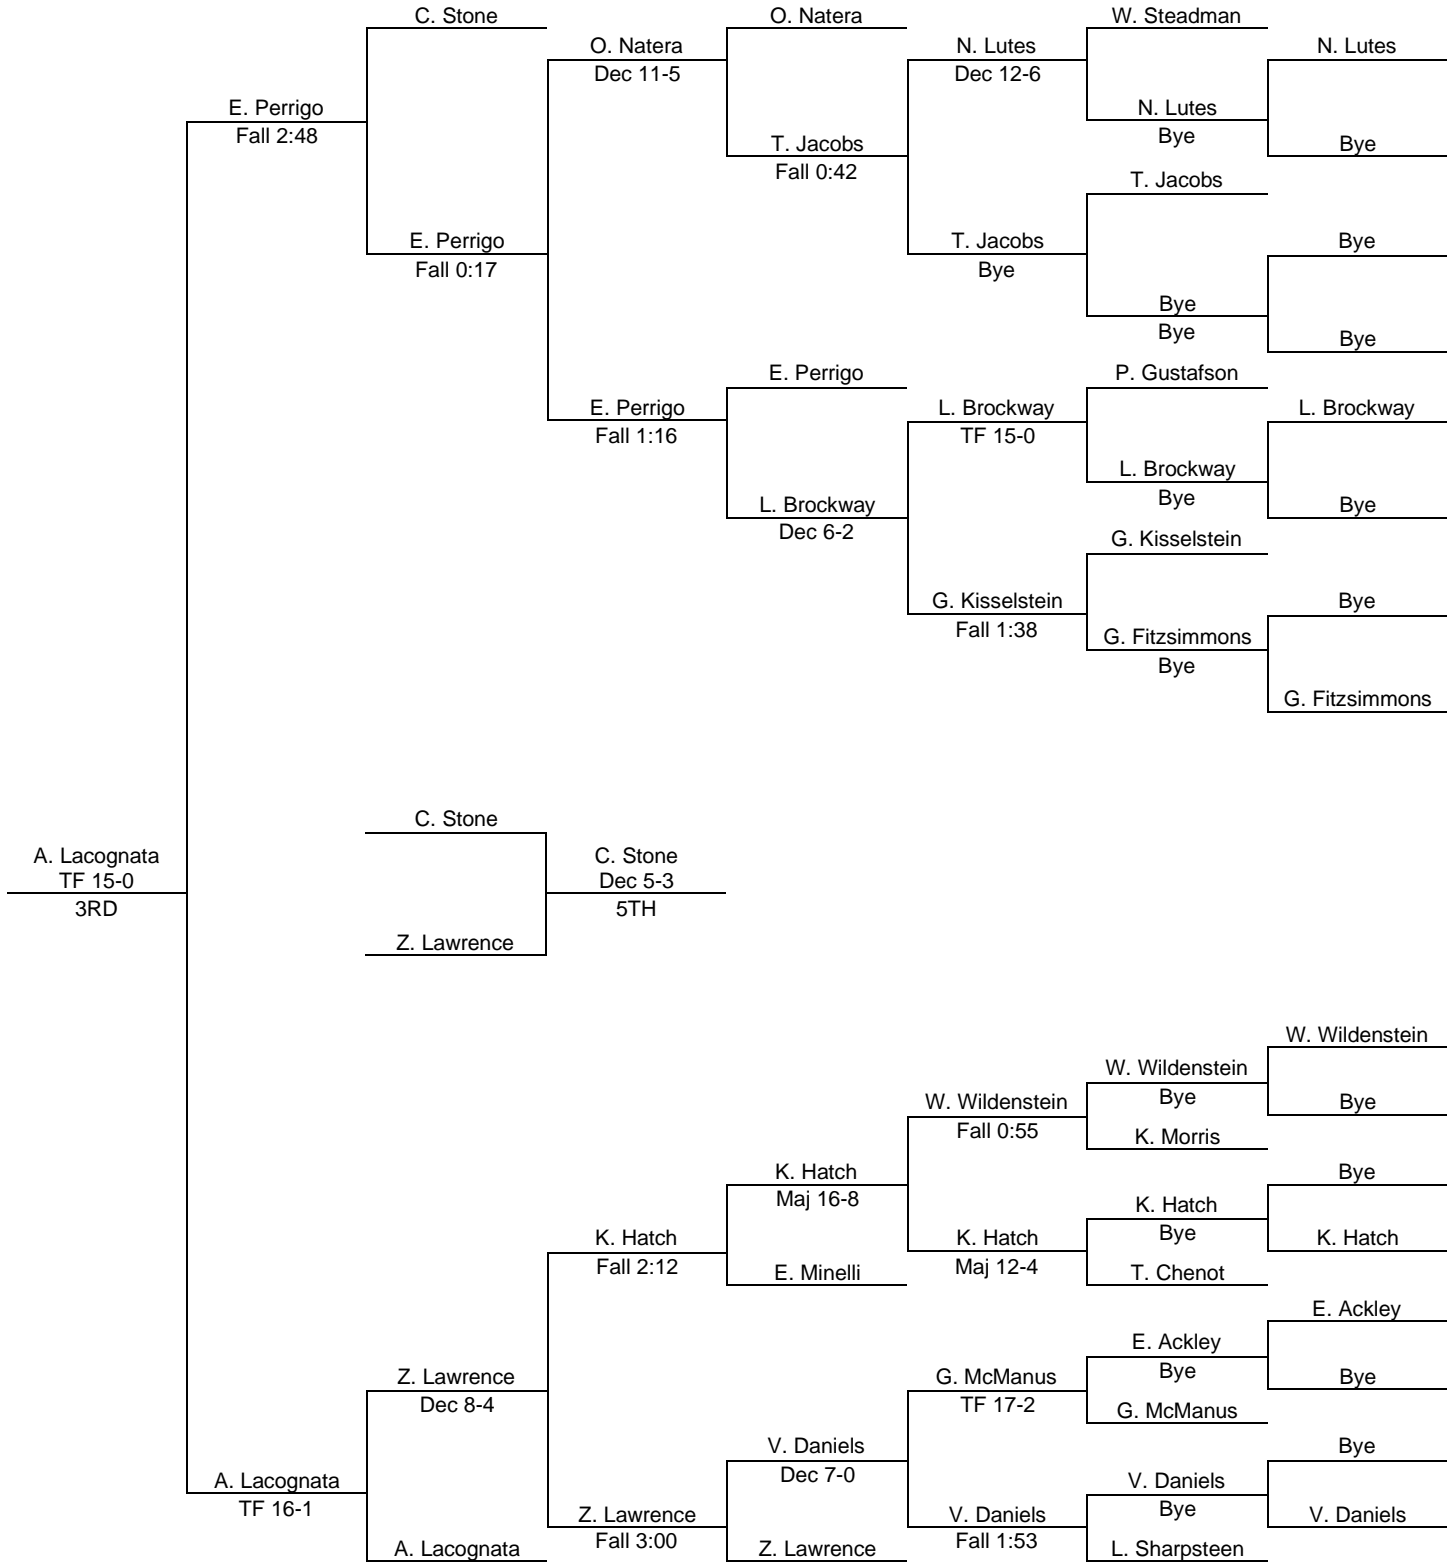 C. Stone
O. Natera
W. Steadman
O. Natera
Dec 11-5
N. Lutes
Dec 12-6
N. Lutes
E. Perrigo
Fall 2:48
N. Lutes
Bye
T. Jacobs
Fall 0:42
Bye
T. Jacobs
E. Perrigo
Fall 0:17
T. Jacobs
Bye
Bye
Bye
Bye
Bye
E. Perrigo
P. Gustafson
E. Perrigo
Fall 1:16
L. Brockway
TF 15-0
L. Brockway
L. Brockway
Bye
L. Brockway
Dec 6-2
Bye
G. Kisselstein
G. Kisselstein
Fall 1:38
Bye
G. Fitzsimmons
Bye
G. Fitzsimmons
C. Stone
A. Lacognata
TF 15-0
3RD
C. Stone
Dec 5-3
5TH
Z. Lawrence
W. Wildenstein
W. Wildenstein
Bye
W. Wildenstein
Fall 0:55
Bye
K. Morris
K. Hatch
Maj 16-8
Bye
K. Hatch
Bye
K. Hatch
Fall 2:12
K. Hatch
Maj 12-4
K. Hatch
E. Minelli
T. Chenot
E. Ackley
E. Ackley
Bye
Z. Lawrence
Dec 8-4
G. McManus
TF 17-2
Bye
G. McManus
V. Daniels
Dec 7-0
Bye
A. Lacognata
TF 16-1
V. Daniels
Bye
Z. Lawrence
Fall 3:00
V. Daniels
Fall 1:53
V. Daniels
A. Lacognata
Z. Lawrence
L. Sharpsteen